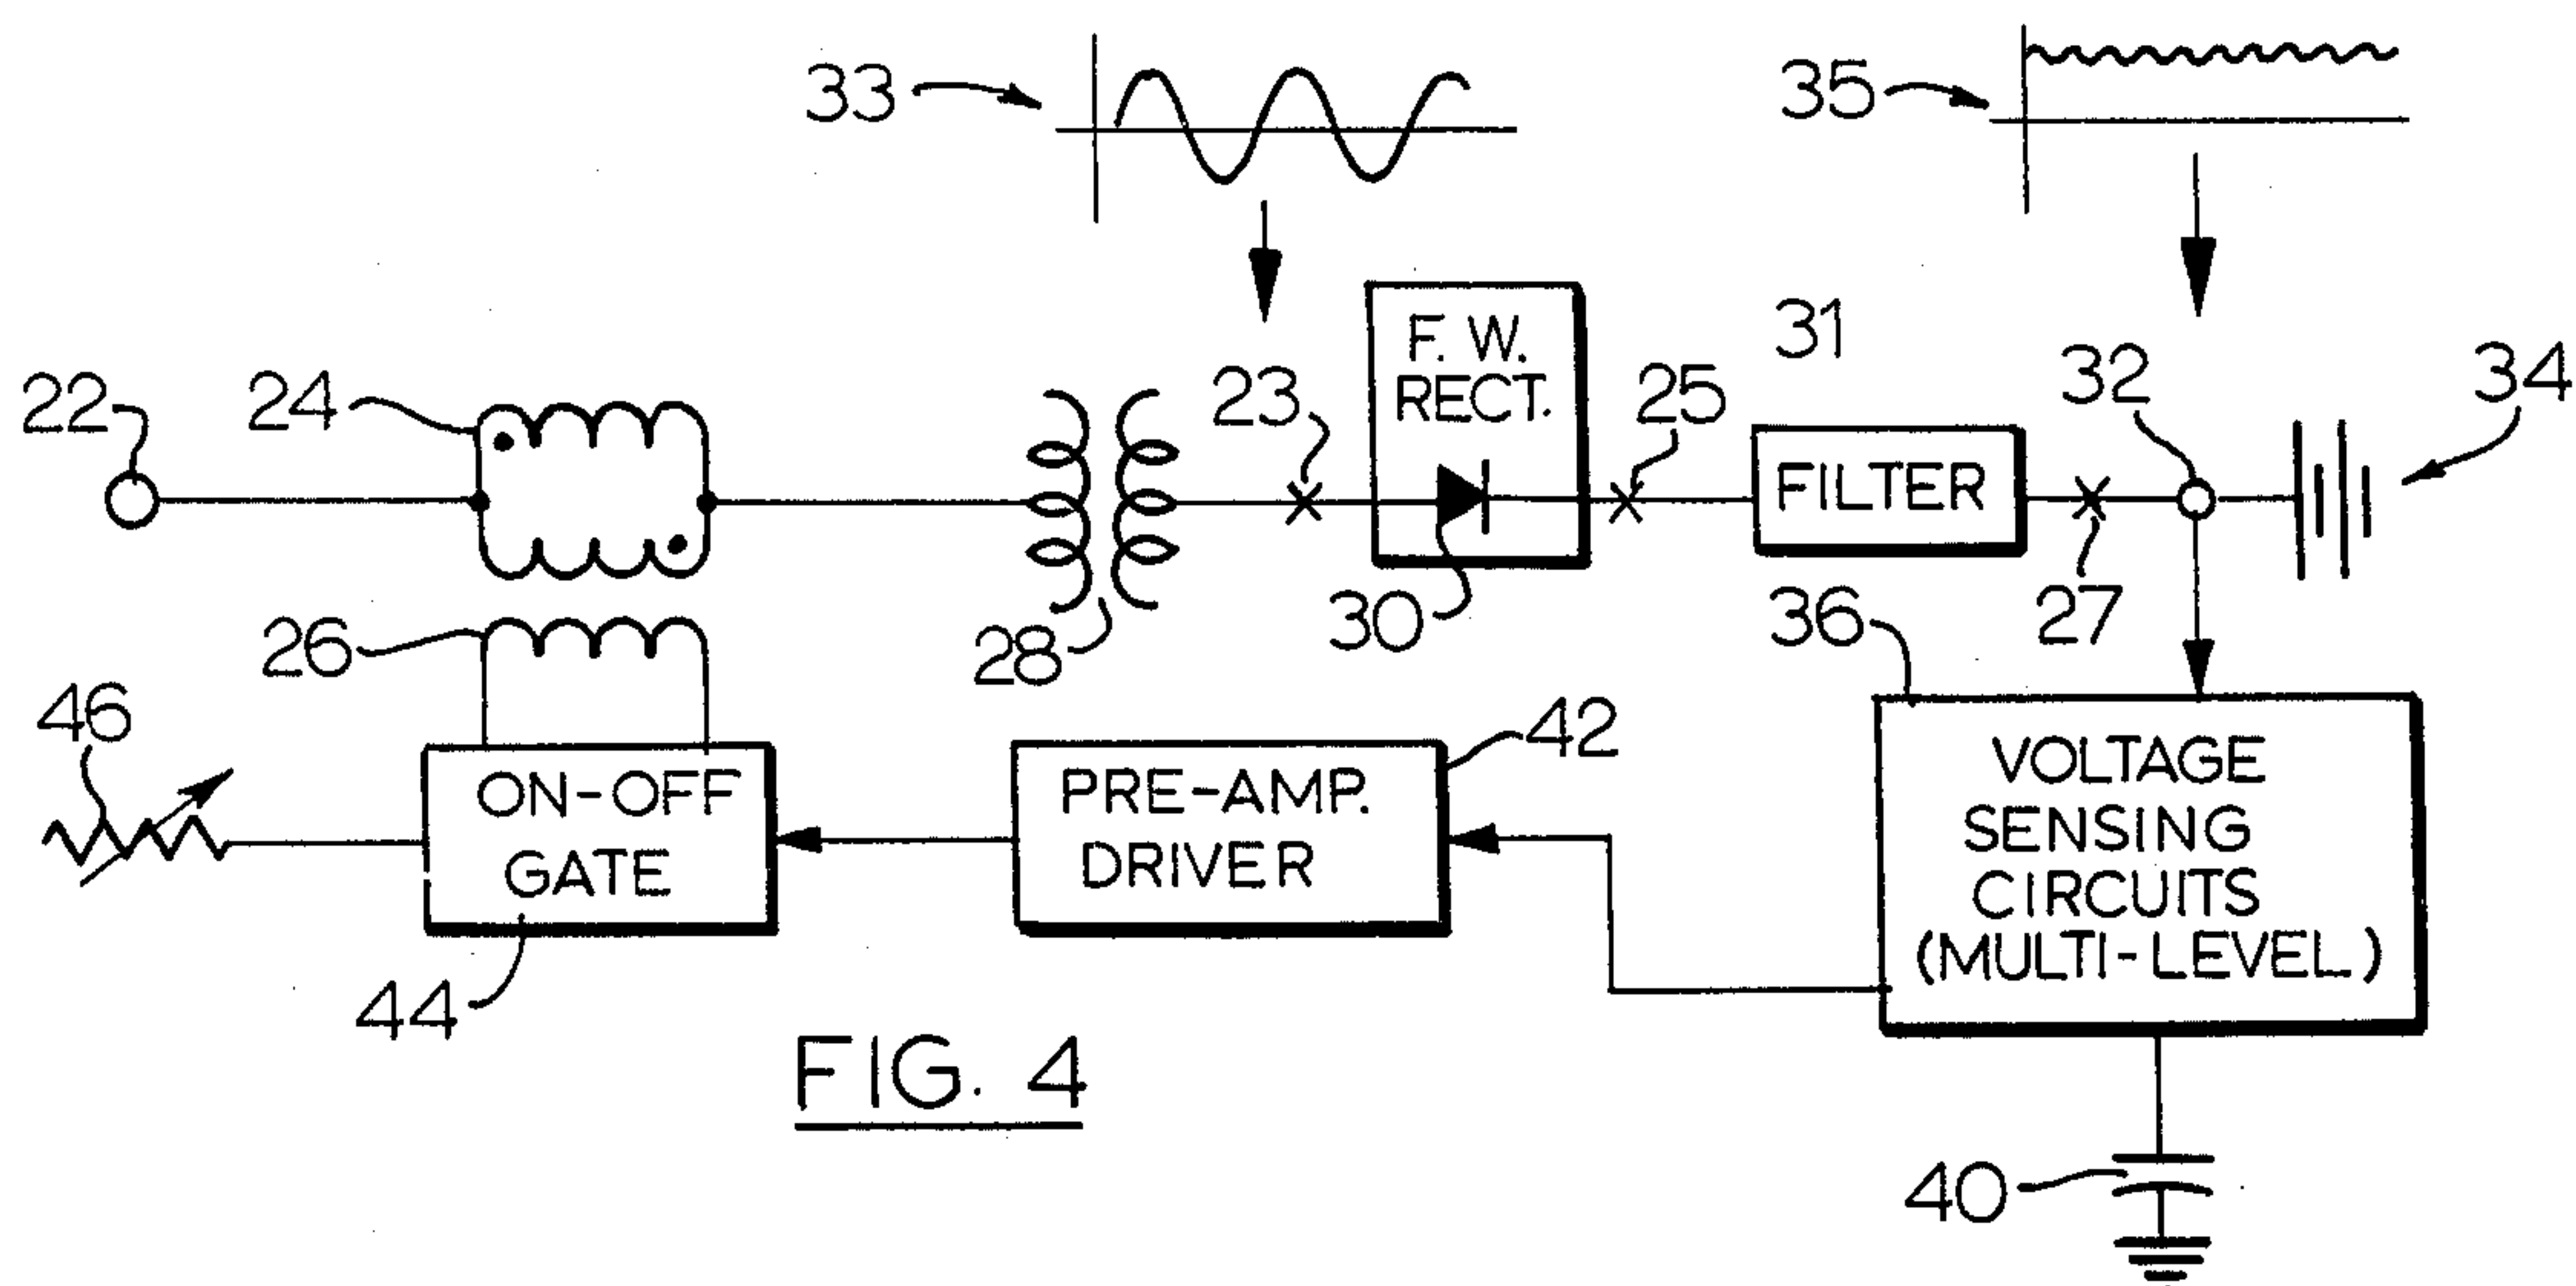 33
35
22
24
23
F. W.
RECT.
25
31
FILTER
32
34
26
28
30
36
27
46
ON-OFF
GATE
44
PRE-AMP.
DRIVER
42
VOLTAGE
SENSING
CIRCUITS
(MULTI-LEVEL)
40
FIG. 4